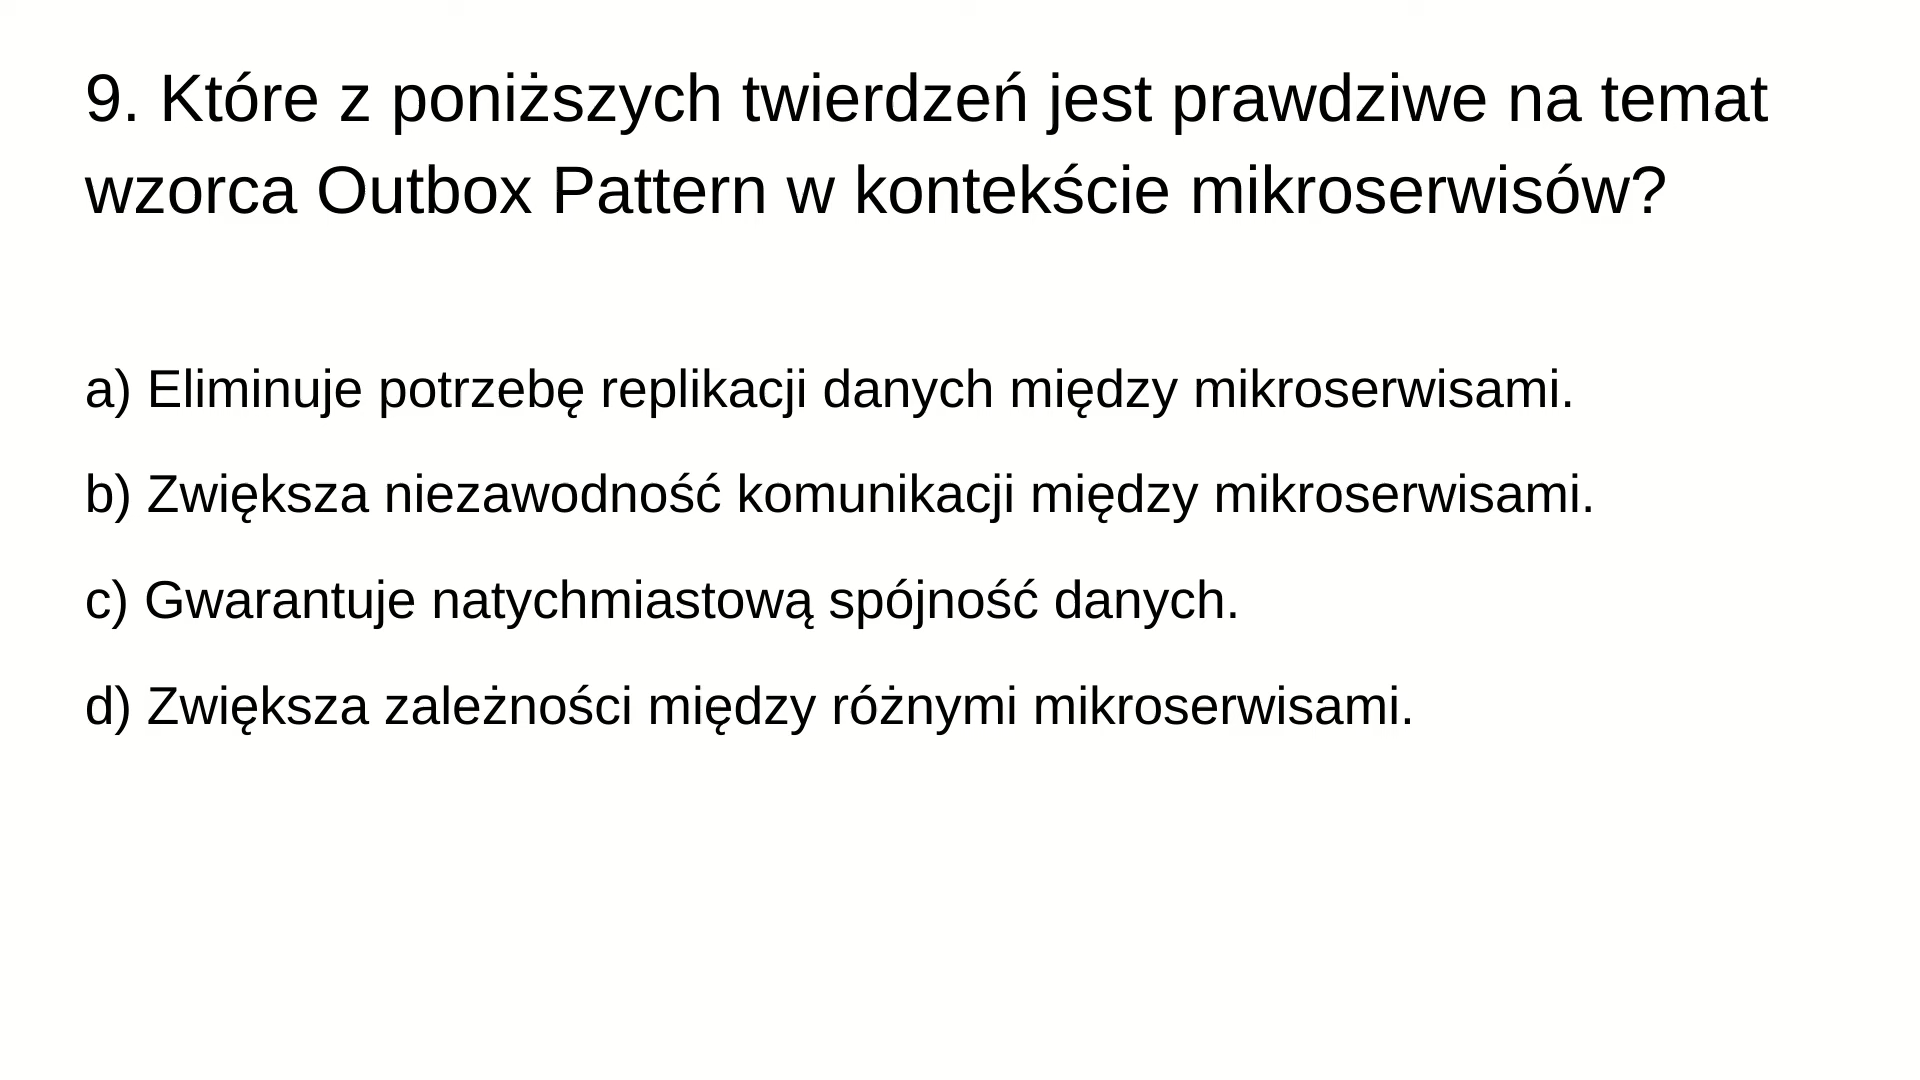 9. Które z poniższych twierdzeń jest prawdziwe na temat
wzorca Outbox Pattern w kontekście mikroserwisów?
a) Eliminuje potrzebę replikacji danych między mikroserwisami.
b) Zwiększa niezawodność komunikacji między mikroserwisami.
c) Gwarantuje natychmiastową spójność danych.
d) Zwiększa zależności między różnymi mikroserwisami.